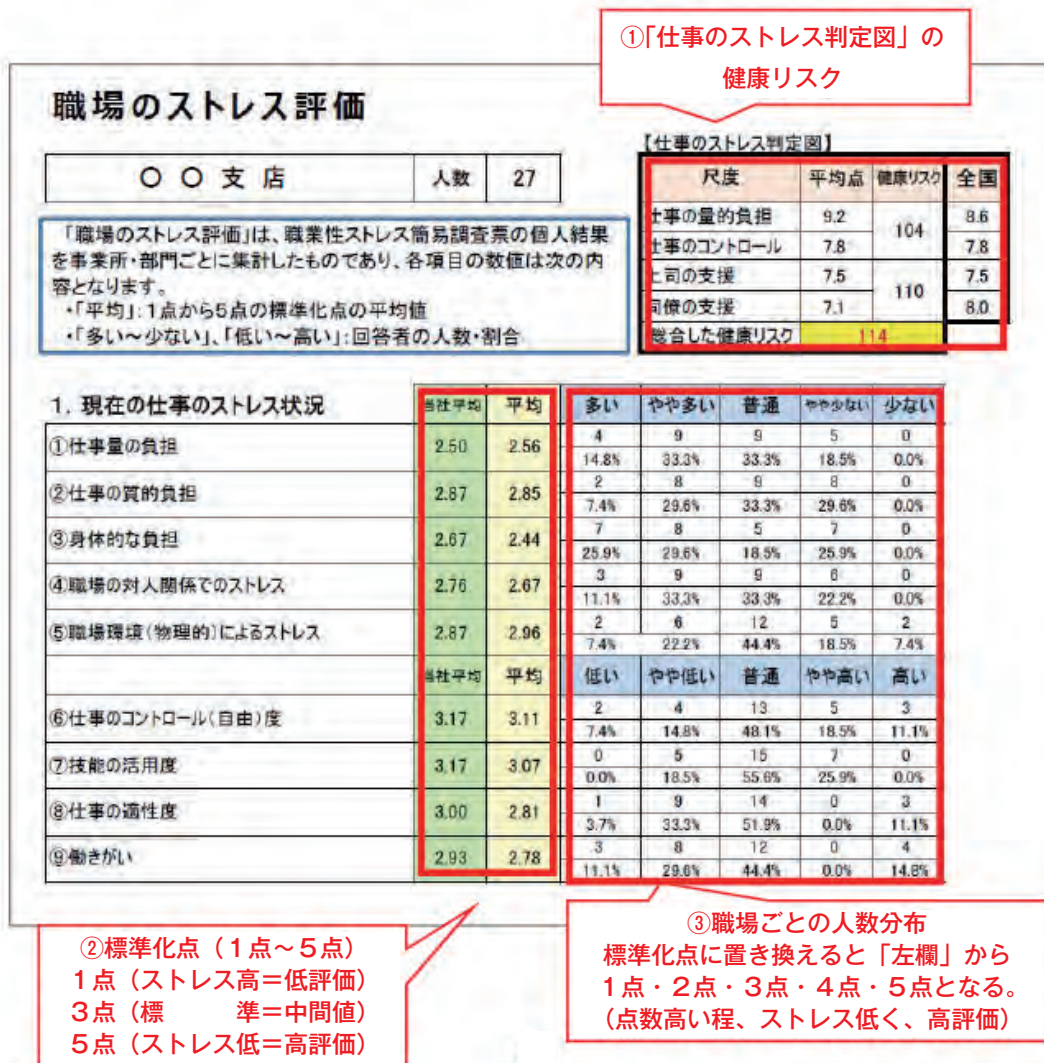 ①「仕事のストレス判定図」の
健康リスク
職場のストレス評価
【仕事のストレス判定図】
〇〇支店 人数 27
尺度 平均点 健康リスク 全国
仕事の量的負担 9.2 104 8.6
仕事のコントロール 7.8 7.8
上司の支援 7.5 110 7.5
同僚の支援 7.1 8.0
総合した健康リスク 114
「職場のストレス評価」は、職業性ストレス簡易調査票の個人結果
を事業所・部門ごとに集計したものであり、各項目の数値は次の内
容となります。
・「平均」:1点から5点の標準化点の平均値
・「多い〜少ない」、「低い〜高い」:回答者の人数・割合
1. 現在の仕事のストレス状況 当社平均 平均 多い やや多い 普通 やや少ない 少ない
①仕事量の負担 2.50 2.56 4 9 9 5 0
14.8% 33.3% 33.3% 18.5% 0.0%
②仕事の質的負担 2.87 2.85 2 8 9 8 0
7.4% 29.6% 33.3% 29.6% 0.0%
③身体的な負担 2.67 2.44 7 8 5 7 0
25.9% 29.6% 18.5% 25.9% 0.0%
④職場の対人関係でのストレス 2.76 2.67 3 9 9 6 0
11.1% 33.3% 33.3% 22.2% 0.0%
⑤職場環境(物理的)によるストレス 2.87 2.96 2 6 12 5 2
7.4% 22.2% 44.4% 18.5% 7.4%
当社平均 平均 低い やや低い 普通 やや高い 高い
⑥仕事のコントロール(自由)度 3.17 3.11 2 4 13 5 3
7.4% 14.8% 48.1% 18.5% 11.1%
⑦技能の活用度 3.17 3.07 0 5 15 7 0
0.0% 18.5% 55.6% 25.9% 0.0%
⑧仕事の適性度 3.00 2.81 1 9 14 0 3
3.7% 33.3% 51.9% 0.0% 11.1%
⑨働きがい 2.93 2.78 3 8 12 0 4
11.1% 29.6% 44.4% 0.0% 14.8%
②標準化点(1点〜5点)
1点(ストレス高=低評価)
3点(標 準=中間値)
5点(ストレス低=高評価)
③職場ごとの人数分布
標準化点に置き換えると「左欄」から
1点・2点・3点・4点・5点となる。
(点数高い程、ストレス低く、高評価)